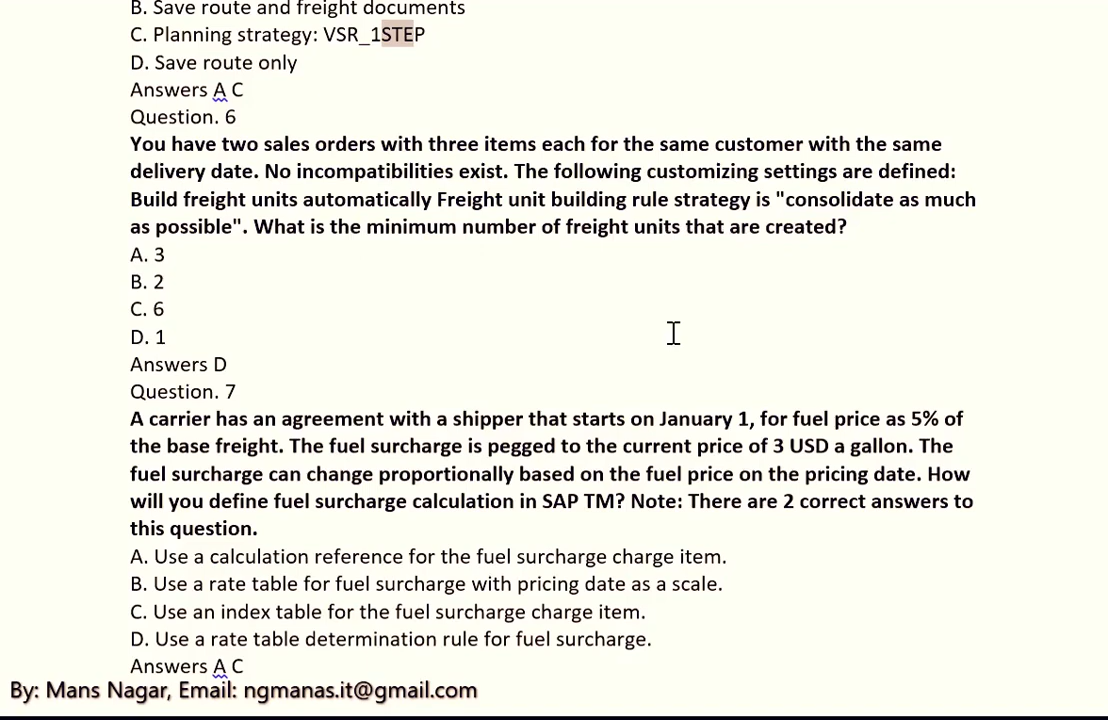 B. Save route and freight documents
C. Planning strategy: VSR_1STEP
D. Save route only
Answers A C
Question. 6
You have two sales orders with three items each for the same customer with the same
delivery date. No incompatibilities exist. The following customizing settings are defined:
Build freight units automatically Freight unit building rule strategy is "consolidate as much
as possible". What is the minimum number of freight units that are created?
A. 3
B. 2
C. 6
D. 1
Answers D
Question. 7
A carrier has an agreement with a shipper that starts on January 1, for fuel price as 5% of
the base freight. The fuel surcharge is pegged to the current price of 3 USD a gallon. The
fuel surcharge can change proportionally based on the fuel price on the pricing date. How
will you define fuel surcharge calculation in SAP TM? Note: There are 2 correct answers to
this question.
A. Use a calculation reference for the fuel surcharge charge item.
B. Use a rate table for fuel surcharge with pricing date as a scale.
C. Use an index table for the fuel surcharge charge item.
D. Use a rate table determination rule for fuel surcharge.
Answers A C
By: Mans Nagar, Email: ngmanas.it@gmail.com